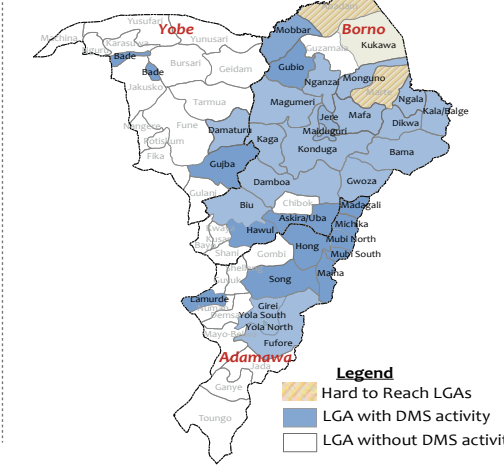 Yusufari
Yobe
Borno
Mobbar
Machina
Yunusari
Karasuwa
Guzamala
Kukawa
Bade
Bursari
Gubio
Bade
Geidam
Monguno
Nganzai
Jakusko
Marte
Ngala
Tarmua
Magumeri
Kala/Balge
Jere
Mafa
Nangere
Fune
Damaturu
Maiduguri
Dikwa
Potiskum
Kaga
Konduga
Bama
Fika
Gujba
Damboa
Gwoza
Gulani
Chibok
Madagali
Biu
Askira/Uba
Michika
Hawul
Mubi North
Hong
Shani
Gombi
Mubi South
Maiha
Song
Lamurde
Girei
Yola South
Yola North
Fufore
Adamawa
Jada
Ganye
Toungo
Legend
Hard to Reach LGAs
LGA with DMS activity
LGA without DMS activit